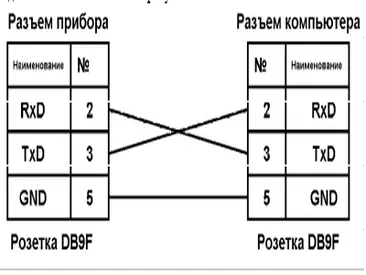 Разъем прибора
Разъем компьютера
Наименование №
№ Наименование
RxD 2
2 RxD
TxD 3
3 TxD
GND 5
5 GND
Розетка DB9F
Розетка DB9F